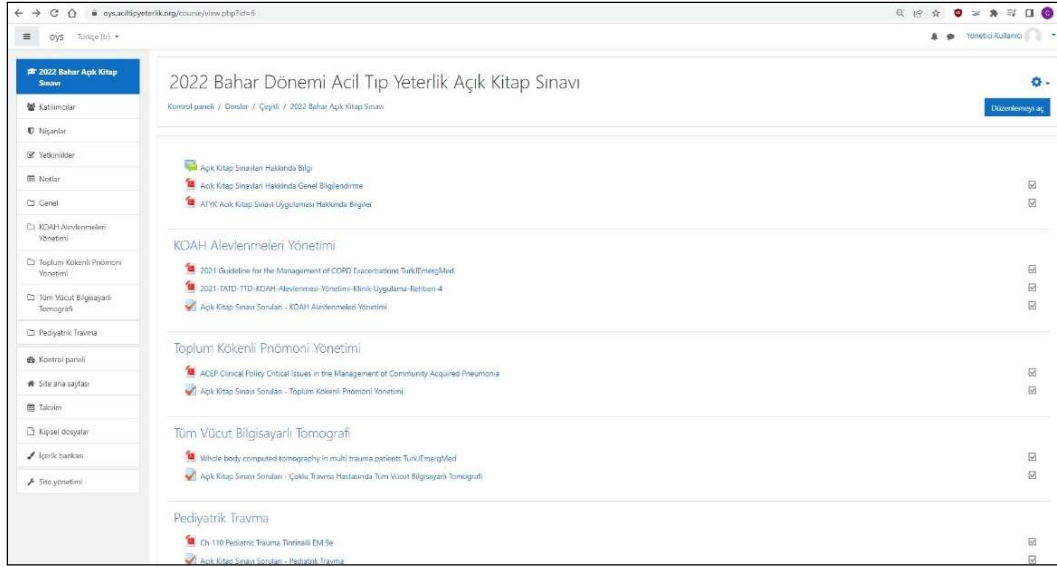 oys.aciltipyeterlik.org/course/view.php?id=6
C
oys Türkçe (tr)
Yönetici Kullanıcı
2022 Bahar Açık Kitap
Sınavı
Katılımcılar
Nişanlar
Yetkinlikler
Notlar
Genel
KOAH Alevlenmeleri
Yönetimi
Toplum Kökenli Pnömoni
Yönetimi
Tüm Vücut Bilgisayarlı
Tomografi
Pediyatrik Travma
Kontrol paneli
Site ana sayfası
Takvim
Kişisel dosyalar
İçerik bankası
Site yönetimi
2022 Bahar Dönemi Acil Tıp Yeterlik Açık Kitap Sınavı
Kontrol paneli / Dersler / Çeşitli / 2022 Bahar Açık Kitap Sınavı
Düzenlemeyi aç
Açık Kitap Sınavları Hakkında Bilgi
Acik Kitap Sınavları Hakkında Genel Bilgilendirme
ATYK Acik Kitap Sınavı Uygulaması Hakkında Bilgiler
KOAH Alevlenmeleri Yönetimi
2021 Guideline for the Management of COPD Exacerbations TurkJEmergMed
2021-TATD-TTD-KOAH-Alevlenmesi-Yönetimi-Klinik-Uygulama-Rehberi-4
Açık Kitap Sınavı Soruları - KOAH Alevlenmeleri Yönetimi
Toplum Kökenli Pnömoni Yönetimi
ACEP Clinical Policy Critical Issues in the Management of Community Acquired Pneumonia
Açık Kitap Sınavı Soruları - Toplum Kökenli Pnömoni Yönetimi
Tüm Vücut Bilgisayarlı Tomografi
Whole body computed tomography in multi trauma patients TurkJEmergMed
Açık Kitap Sınavı Soruları - Çoklu Travma Hastasında Tüm Vücut Bilgisayarlı Tomografi
Pediyatrik Travma
Ch 110 Pediatric Trauma Tintinalli EM 9e
Açık Kitap Sınavı Soruları - Pediatrik Travma